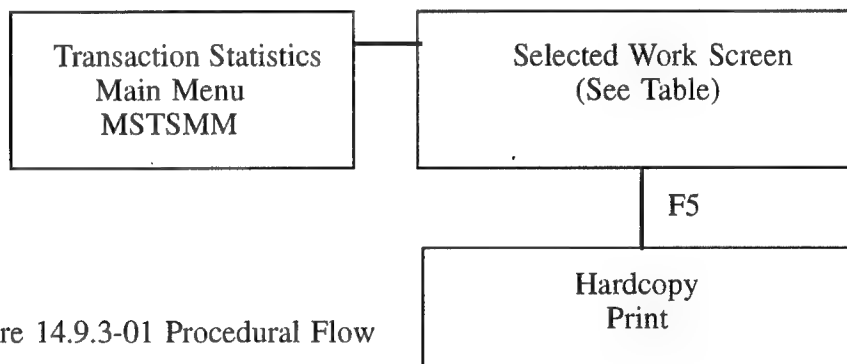 Transaction Statistics
Main Menu
MSTSMM
Selected Work Screen
(See Table)
F5
Hardcopy
Print
re 14.9.3-01 Procedural Flow